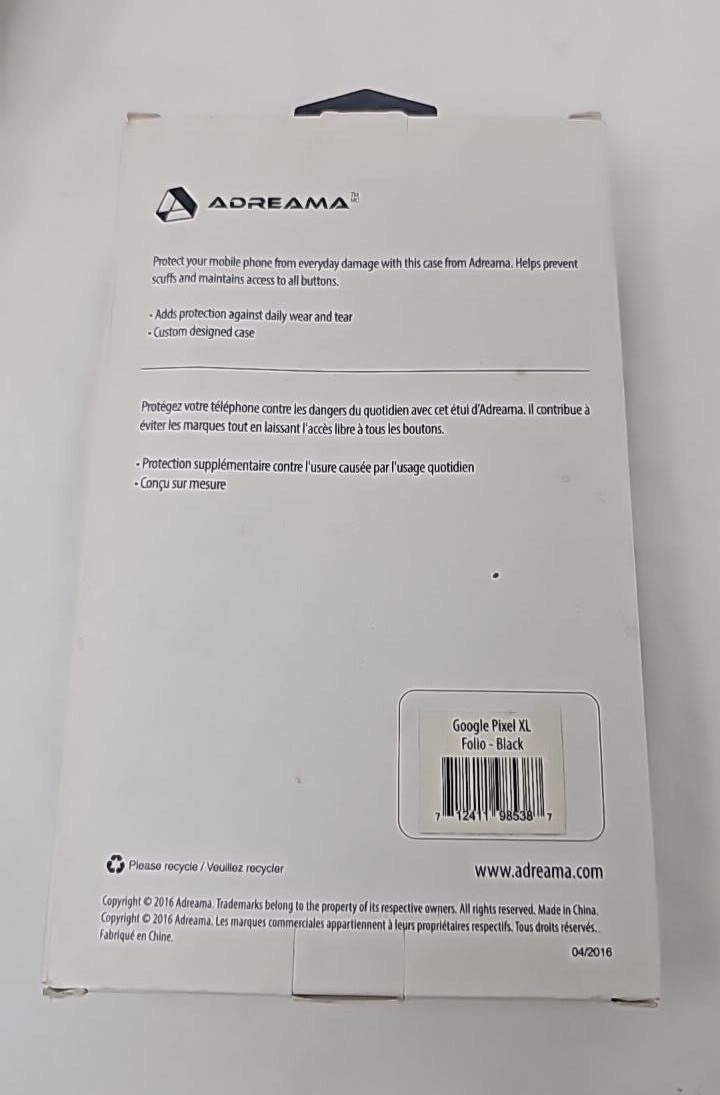 ADREAMA TM MC
Protect your mobile phone from everyday damage with this case from Adreama. Helps prevent
scuffs and maintains access to all buttons.
- Adds protection against daily wear and tear
- Custom designed case
Protégez votre téléphone contre les dangers du quotidien avec cet étui d'Adreama. Il contribue à
éviter les marques tout en laissant l'accès libre à tous les boutons.
- Protection supplémentaire contre l'usure causée par l'usage quotidien
- Conçu sur mesure
Google Pixel XL
Folio - Black
7 12411 98538 7
Please recycle / Veuillez recycler
www.adreama.com
Copyright © 2016 Adreama. Trademarks belong to the property of its respective owners. All rights reserved. Made in China.
Copyright © 2016 Adreama. Les marques commerciales appartiennent à leurs propriétaires respectifs. Tous droits réservés.
Fabriqué en Chine.
04/2016